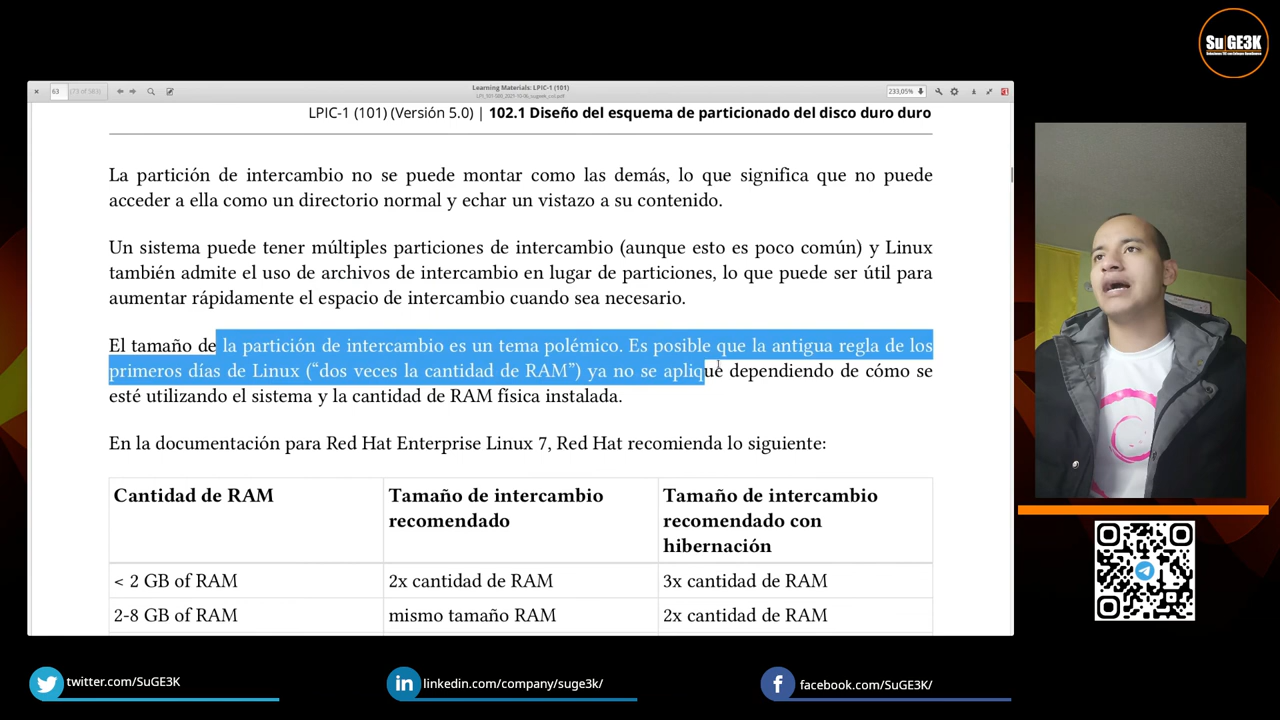 SuGE3K
63 (73 of 583)
Learning Materials: LPIC-1 (101)
233,05%
LPIC-1 (101) (Versión 5.0) | 102.1 Diseño del esquema de particionado del disco duro duro
La partición de intercambio no se puede montar como las demás, lo que significa que no puede
acceder a ella como un directorio normal y echar un vistazo a su contenido.
Un sistema puede tener múltiples particiones de intercambio (aunque esto es poco común) y Linux
también admite el uso de archivos de intercambio en lugar de particiones, lo que puede ser útil para
aumentar rápidamente el espacio de intercambio cuando sea necesario.
El tamaño de la partición de intercambio es un tema polémico. Es posible que la antigua regla de los
primeros días de Linux (“dos veces la cantidad de RAM”) ya no se aplique dependiendo de cómo se
esté utilizando el sistema y la cantidad de RAM física instalada.
En la documentación para Red Hat Enterprise Linux 7, Red Hat recomienda lo siguiente:
Cantidad de RAM
Tamaño de intercambio
recomendado
Tamaño de intercambio
recomendado con
hibernación
< 2 GB of RAM
2x cantidad de RAM
3x cantidad de RAM
2-8 GB of RAM
mismo tamaño RAM
2x cantidad de RAM
twitter.com/SuGE3K
linkedin.com/company/suge3k/
facebook.com/SuGE3K/